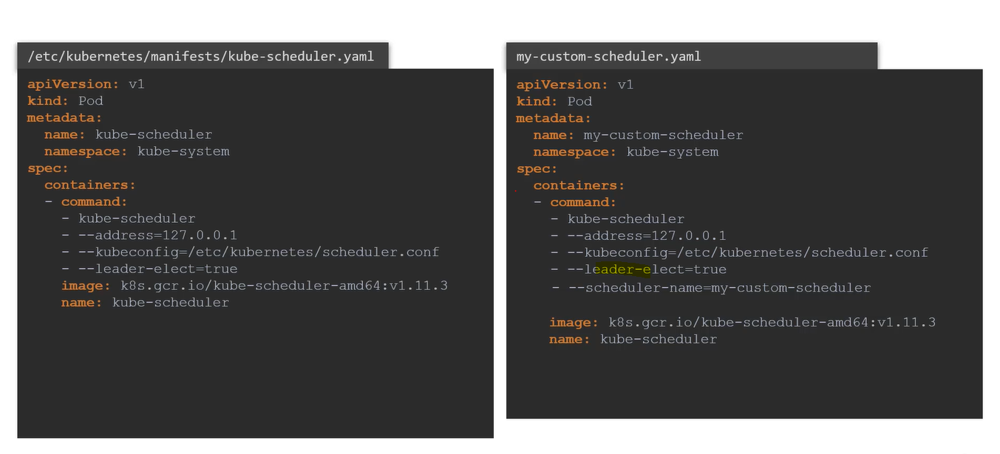 /etc/kubernetes/manifests/kube-scheduler.yaml
apiVersion: v1
kind: Pod
metadata:
  name: kube-scheduler
  namespace: kube-system
spec:
  containers:
  - command:
    - kube-scheduler
    - --address=127.0.0.1
    - --kubeconfig=/etc/kubernetes/scheduler.conf
    - --leader-elect=true
    image: k8s.gcr.io/kube-scheduler-amd64:v1.11.3
    name: kube-scheduler
my-custom-scheduler.yaml
apiVersion: v1
kind: Pod
metadata:
  name: my-custom-scheduler
  namespace: kube-system
spec:
  containers:
  - command:
    - kube-scheduler
    - --address=127.0.0.1
    - --kubeconfig=/etc/kubernetes/scheduler.conf
    - --leader-elect=true
    - --scheduler-name=my-custom-scheduler
    image: k8s.gcr.io/kube-scheduler-amd64:v1.11.3
    name: kube-scheduler